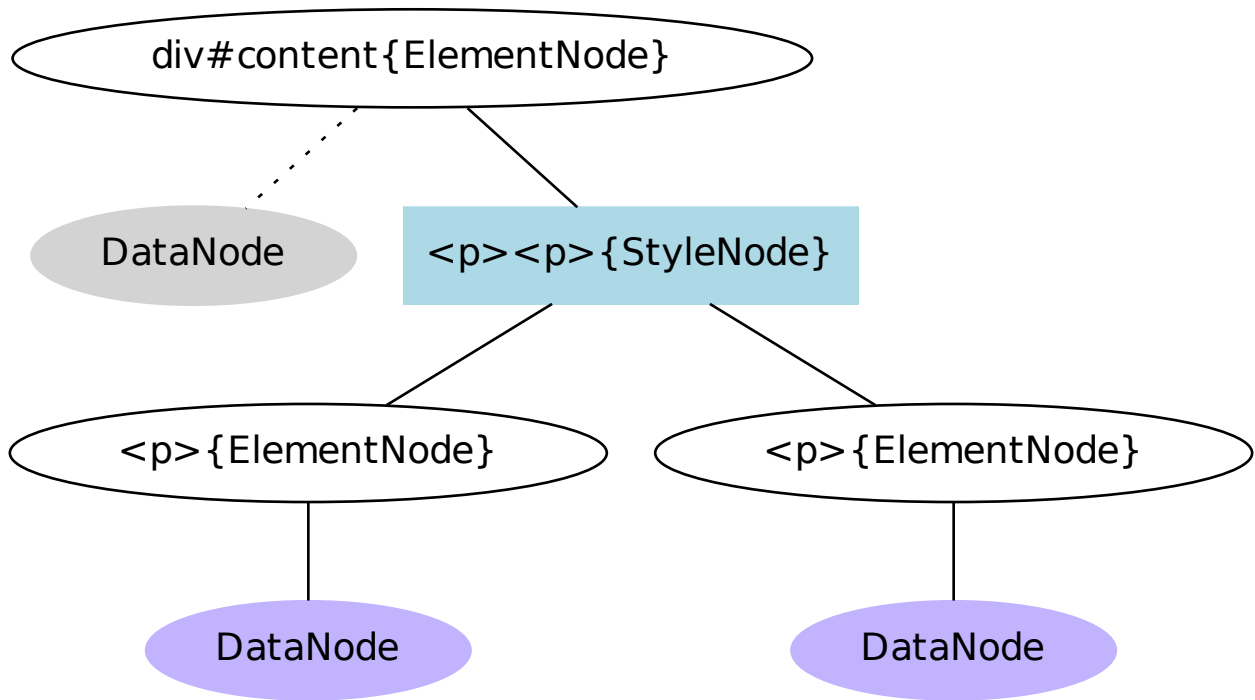 div#content{ElementNode}
DataNode
<p><p>{StyleNode}
<p>{ElementNode}
<p>{ElementNode}
DataNode
DataNode